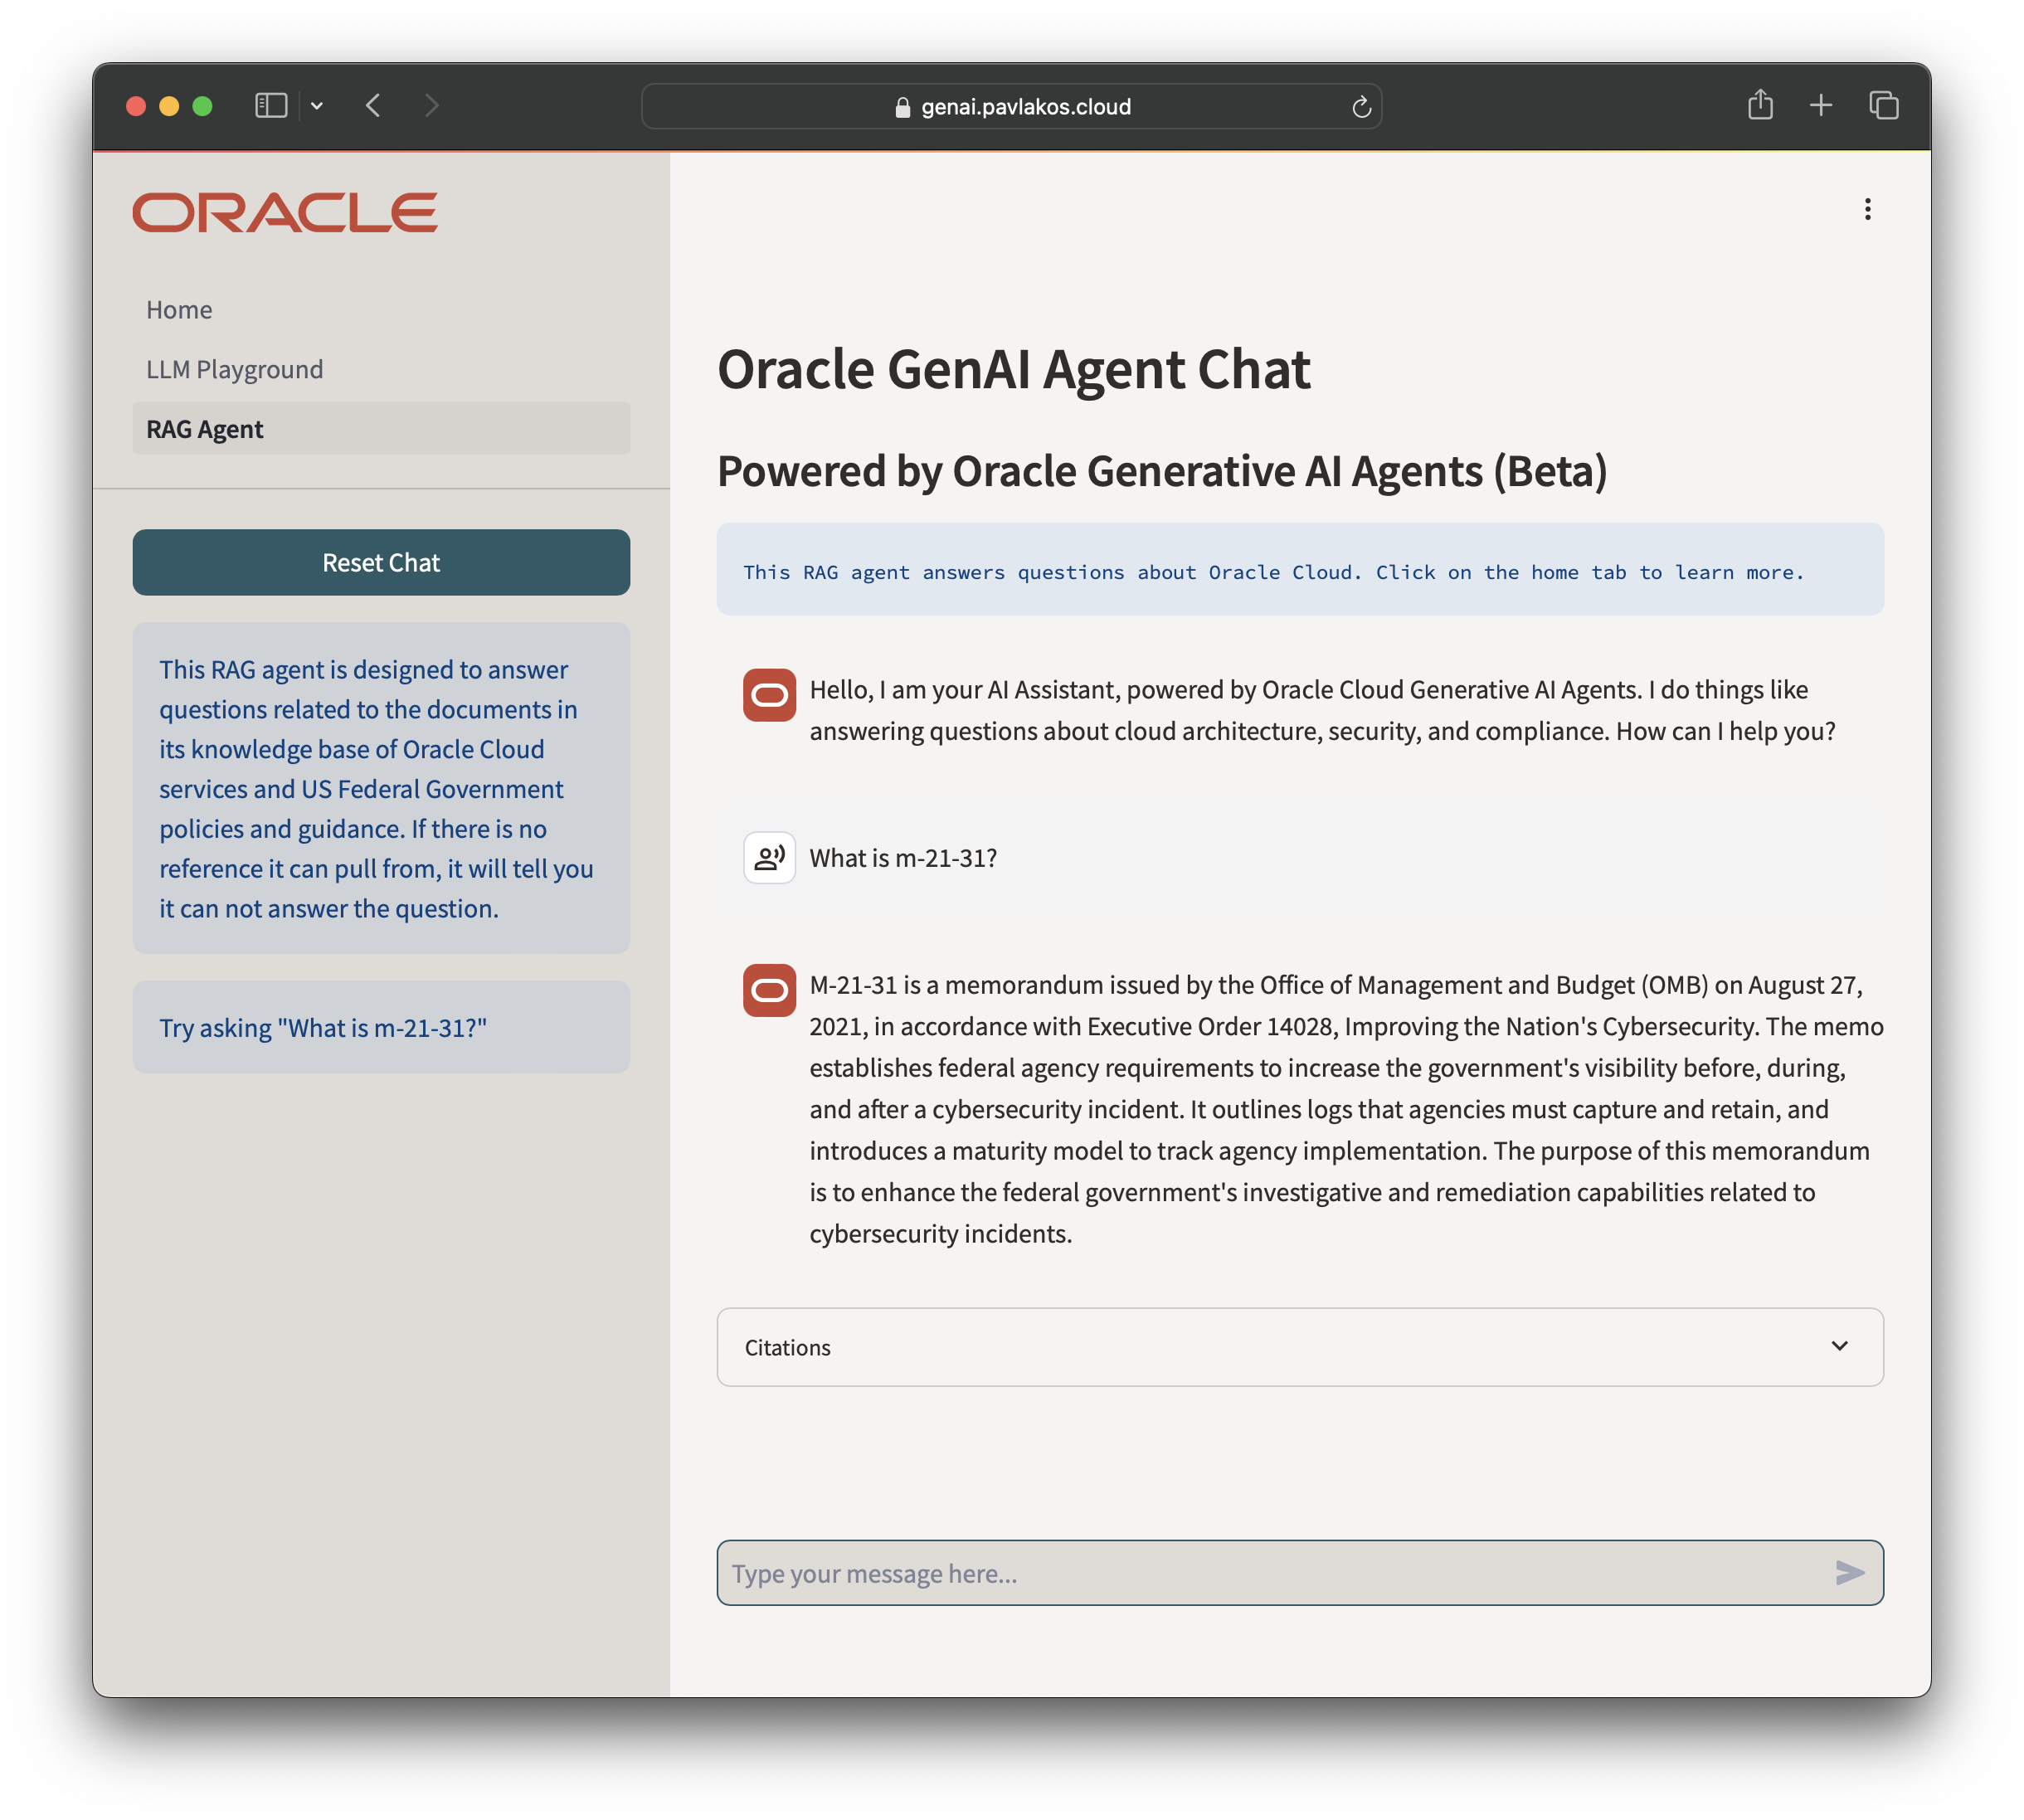 genai.pavlakos.cloud
ORACLE
Home
LLM Playground
RAG Agent
Reset Chat
This RAG agent is designed to answer
questions related to the documents in
its knowledge base of Oracle Cloud
services and US Federal Government
policies and guidance. If there is no
reference it can pull from, it will tell you
it can not answer the question.
Try asking "What is m-21-31?"
Oracle GenAI Agent Chat
Powered by Oracle Generative AI Agents (Beta)
This RAG agent answers questions about Oracle Cloud. Click on the home tab to learn more.
Hello, I am your AI Assistant, powered by Oracle Cloud Generative AI Agents. I do things like
answering questions about cloud architecture, security, and compliance. How can I help you?
What is m-21-31?
M-21-31 is a memorandum issued by the Office of Management and Budget (OMB) on August 27,
2021, in accordance with Executive Order 14028, Improving the Nation's Cybersecurity. The memo
establishes federal agency requirements to increase the government's visibility before, during,
and after a cybersecurity incident. It outlines logs that agencies must capture and retain, and
introduces a maturity model to track agency implementation. The purpose of this memorandum
is to enhance the federal government's investigative and remediation capabilities related to
cybersecurity incidents.
Citations
Type your message here...